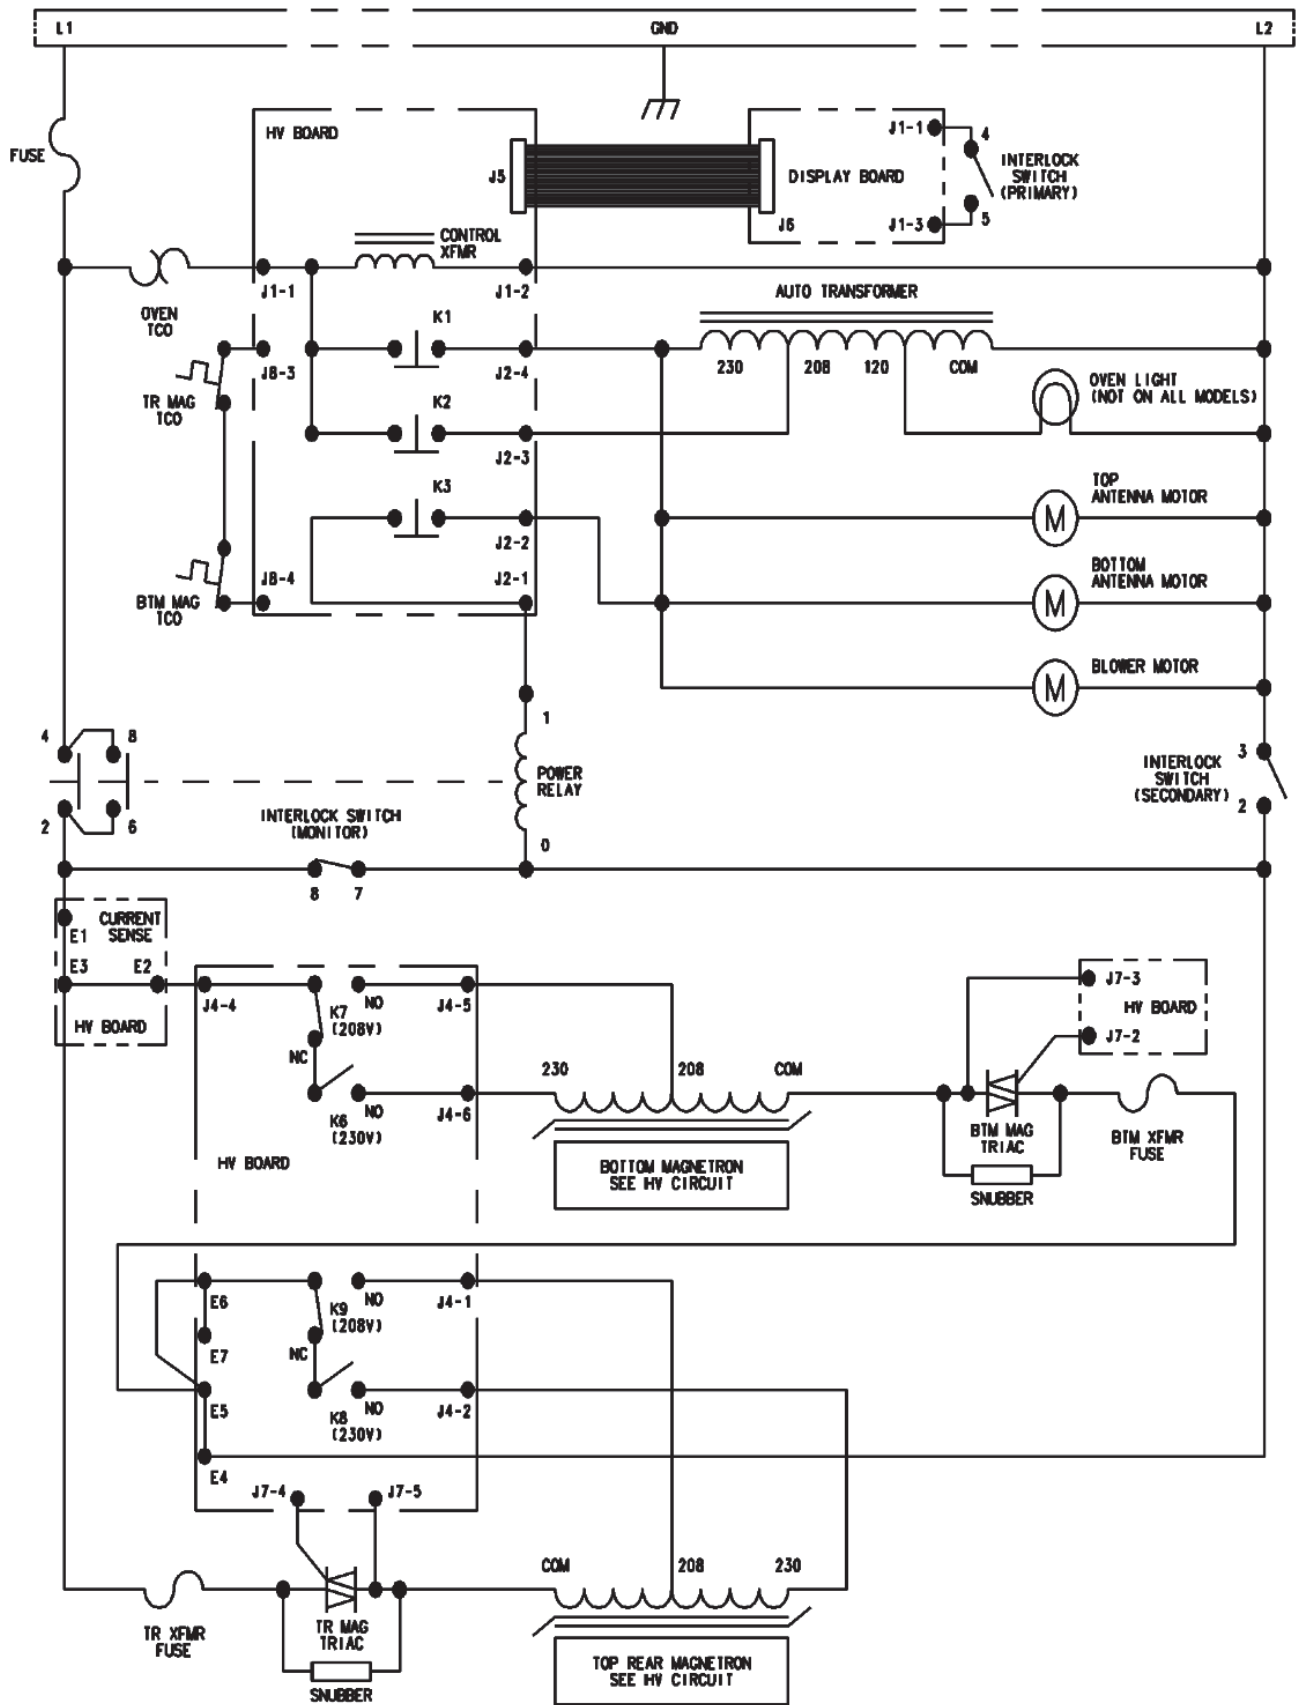 L1
GND
L2
FUSE
HV BOARD
J5
J6
DISPLAY BOARD
J1-1
J1-3
4
5
INTERLOCK
SWITCH
(PRIMARY)
CONTROL
XFMR
J1-1
J1-2
OVEN
TCO
AUTO TRANSFORMER
K1
J8-3
J2-4
230
208
120
COM
OVEN LIGHT
(NOT ON ALL MODELS)
TR MAG
TCO
K2
J2-3
K3
J2-2
TOP
ANTENNA MOTOR
M
J8-4
J2-1
BTM MAG
TCO
BOTTOM
ANTENNA MOTOR
M
BLOWER MOTOR
M
4
8
2
6
1
POWER
RELAY
0
INTERLOCK SWITCH
(MONITOR)
8
7
3
INTERLOCK
SWITCH
(SECONDARY)
2
CURRENT
SENSE
E1
E3
E2
HV BOARD
J4-4
K7
(208V)
NO
J4-5
NC
K6
(230V)
NO
J4-6
HV BOARD
230
208
COM
BOTTOM MAGNETRON
SEE HV CIRCUIT
J7-3
HV BOARD
J7-2
BTM MAG
TRIAC
SNUBBER
BTM XFMR
FUSE
E6
K9
(208V)
NO
J4-1
E7
NC
E5
K8
(230V)
NO
J4-2
E4
J7-4
J7-5
COM
208
230
TR XFMR
FUSE
TR MAG
TRIAC
SNUBBER
TOP REAR MAGNETRON
SEE HV CIRCUIT